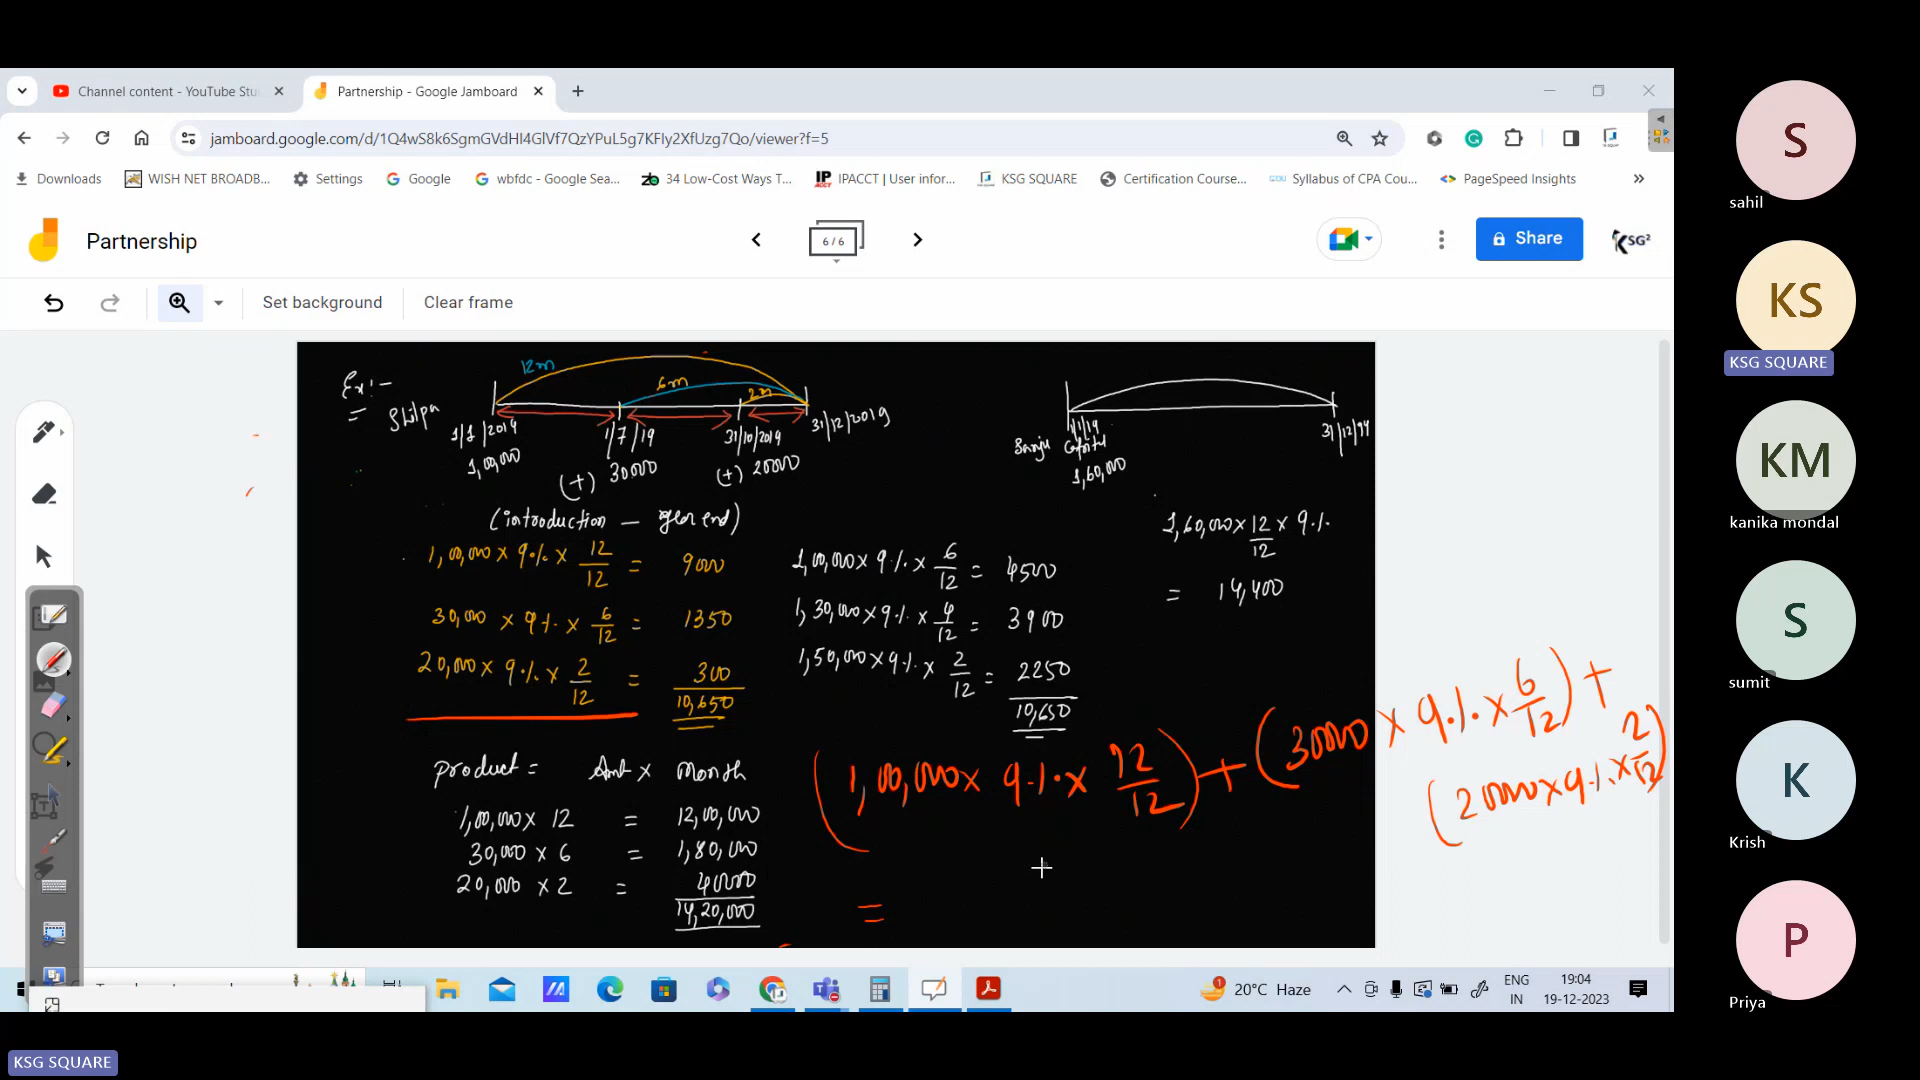 Channel content - YouTube Stu
Partnership - Google Jamboard
jamboard.google.com/d/1Q4wS8k6SgmGVdHI4GlVf7QzYPuL5g7KFIy2XfUzg7Qo/viewer?f=5
Downloads
WISH NET BROADB...
Settings
Google
wbfdc - Google Sea...
34 Low-Cost Ways T...
IPACCT | User infor...
KSG SQUARE
Certification Course...
Syllabus of CPA Cou...
PageSpeed Insights
Partnership
6 / 6
Share
KSG²
Set background
Clear frame
Ex:-
12m
6m
2m
Shilpa
1/1/2019
1/7/19
31/10/2019
31/12/2019
1,00,000
(+) 30000
(+) 20000
(introduction - year end)
1,00,000 x 9% x 12/12 = 9000
30,000 x 9% x 6/12 = 1350
20,000 x 9% x 2/12 = 300
10,650
1,00,000 x 9% x 6/12 = 4500
1,30,000 x 9% x 4/12 = 3900
1,50,000 x 9% x 2/12 = 2250
10,650
1/1/19
Sanju Capital
1,60,000
1,60,000 x 12/12 x 9%
= 14,400
product = Amt x month
1,00,000 x 12 = 12,00,000
30,000 x 6 = 1,80,000
20,000 x 2 = 40000
14,20,000
(1,00,000 x 9% x 12/12) + (30000 x 9% x 6/12) +
(20000 x 9% x 2/12)
=
20°C Haze
ENG
IN
19:04
19-12-2023
S
sahil
KS
KSG SQUARE
KM
kanika mondal
S
sumit
K
Krish
P
Priya
KSG SQUARE